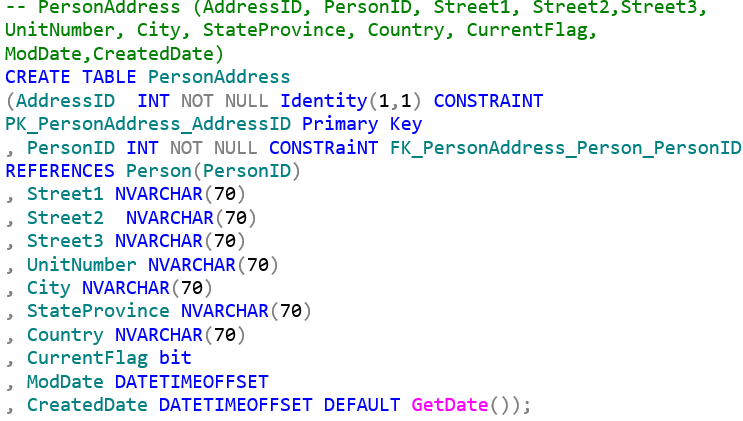 -- PersonAddress (AddressID, PersonID, Street1, Street2,Street3,
UnitNumber, City, StateProvince, Country, CurrentFlag,
ModDate,CreatedDate)
CREATE TABLE PersonAddress
(AddressID  INT NOT NULL Identity(1,1) CONSTRAINT
PK_PersonAddress_AddressID Primary Key
, PersonID INT NOT NULL CONSTRaiNT FK_PersonAddress_Person_PersonID
REFERENCES Person(PersonID)
, Street1 NVARCHAR(70)
, Street2  NVARCHAR(70)
, Street3 NVARCHAR(70)
, UnitNumber NVARCHAR(70)
, City NVARCHAR(70)
, StateProvince NVARCHAR(70)
, Country NVARCHAR(70)
, CurrentFlag bit
, ModDate DATETIMEOFFSET
, CreatedDate DATETIMEOFFSET DEFAULT GetDate());